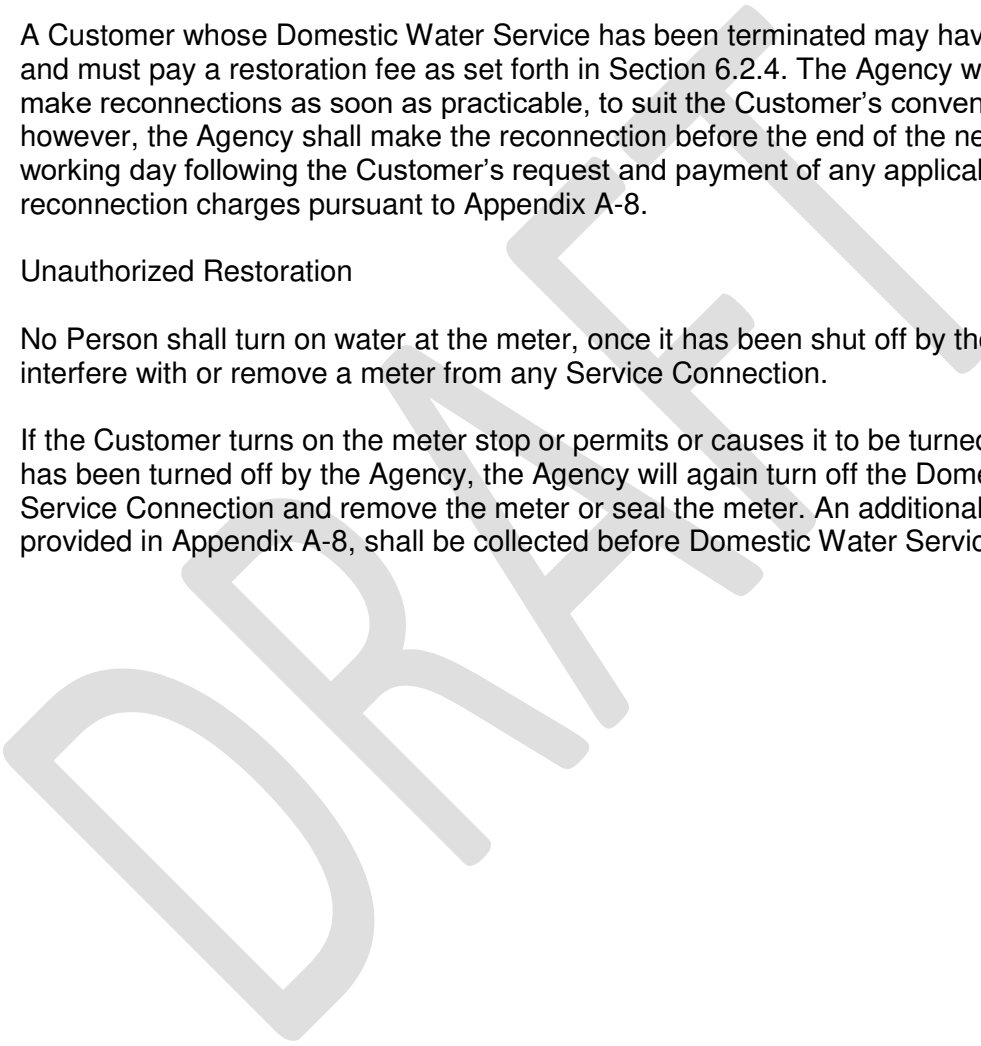 A Customer whose Domestic Water Service has been terminated may hav
and must pay a restoration fee as set forth in Section 6.2.4. The Agency w
make reconnections as soon as practicable, to suit the Customer’s conven
however, the Agency shall make the reconnection before the end of the ne
working day following the Customer’s request and payment of any applical
reconnection charges pursuant to Appendix A-8.
Unauthorized Restoration
No Person shall turn on water at the meter, once it has been shut off by the
interfere with or remove a meter from any Service Connection.
If the Customer turns on the meter stop or permits or causes it to be turned
has been turned off by the Agency, the Agency will again turn off the Dome
Service Connection and remove the meter or seal the meter. An additional
provided in Appendix A-8, shall be collected before Domestic Water Servic
DRAFT